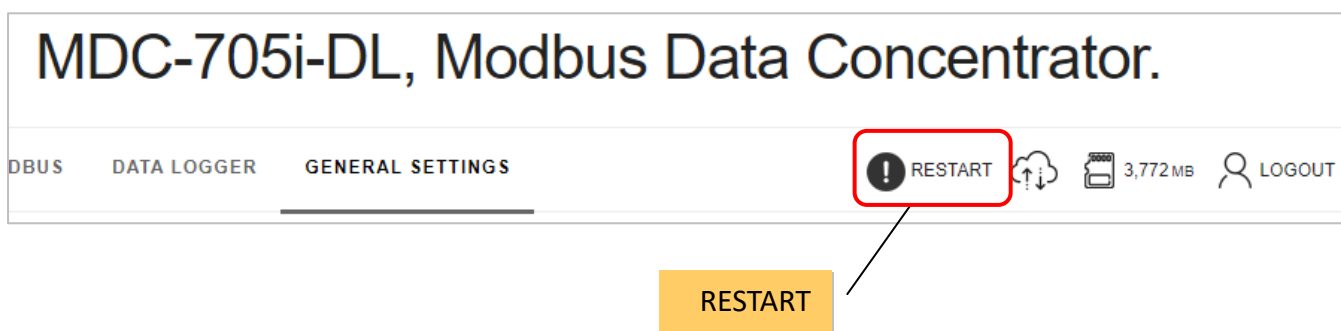 MDC-705i-DL, Modbus Data Concentrator.
DBUS DATA LOGGER GENERAL SETTINGS ! RESTART 3,772 MB LOGOUT
RESTART